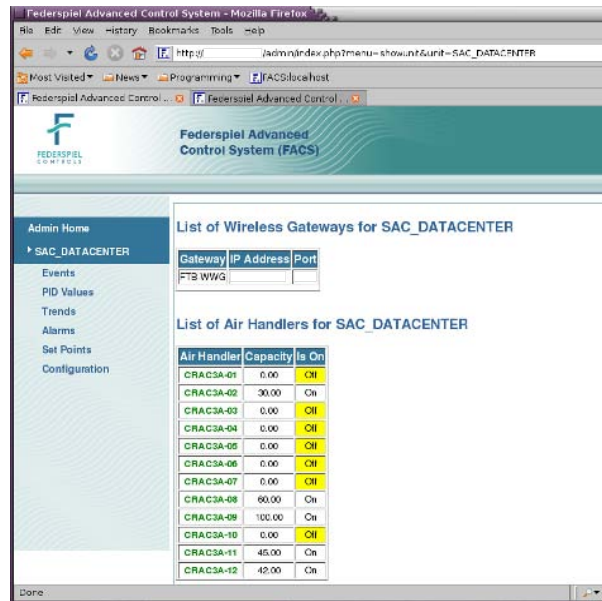 Federspiel Advanced Control System - Mozilla Firefox
File Edit View History Bookmarks Tools Help
http:// /admin/index.php?menu=showunit&unit=SAC_DATACENTER
Most Visited News Programming FACS:localhost
Federspiel Advanced Control ... Federspiel Advanced Control ...
FEDERSPIEL
CONTROLS
Federspiel Advanced
Control System (FACS)
Admin Home
SAC_DATACENTER
Events
PID Values
Trends
Alarms
Set Points
Configuration
List of Wireless Gateways for SAC_DATACENTER
Gateway IP Address Port
FTB WWG
List of Air Handlers for SAC_DATACENTER
Air Handler Capacity Is On
CRAC3A-01 0.00 Off
CRAC3A-02 30.00 On
CRAC3A-03 0.00 Off
CRAC3A-04 0.00 Off
CRAC3A-05 0.00 Off
CRAC3A-06 0.00 Off
CRAC3A-07 0.00 Off
CRAC3A-08 60.00 On
CRAC3A-09 100.00 On
CRAC3A-10 0.00 Off
CRAC3A-11 45.00 On
CRAC3A-12 42.00 On
Done